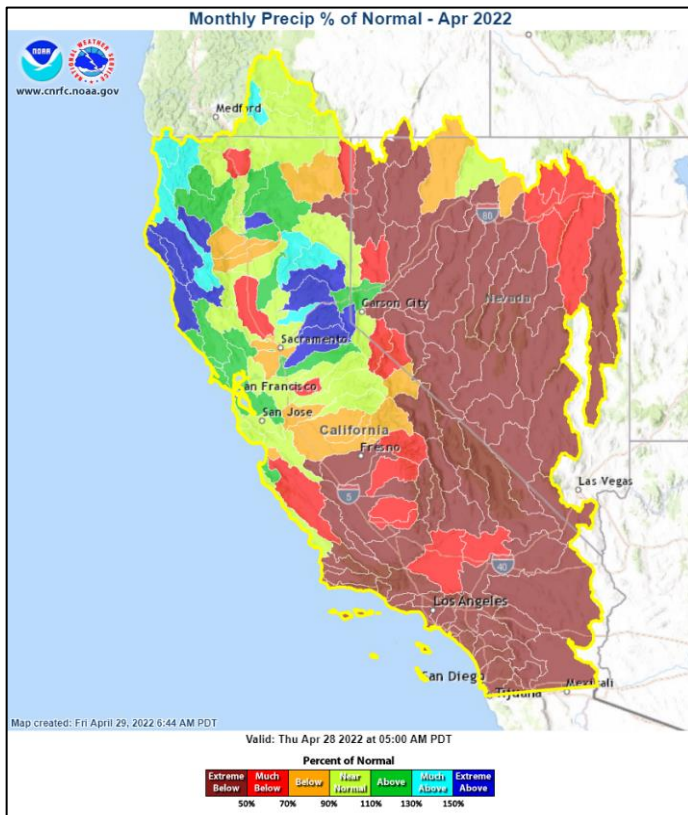 Monthly Precip % of Normal - Apr 2022
NOAA
www.cnrfc.noaa.gov
Medford
80
Nevada
Carson City
Sacramento
an Francisco
San Jose
California
Fresno
5
Las Vegas
40
Los Angeles
San Diego
Tijuana
Mexicali
Map created: Fri April 29, 2022 6:44 AM PDT
Valid: Thu Apr 28 2022 at 05:00 AM PDT
Percent of Normal
Extreme Below Much Below Below Near Normal Above Much Above Extreme Above
50% 70% 90% 110% 130% 150%